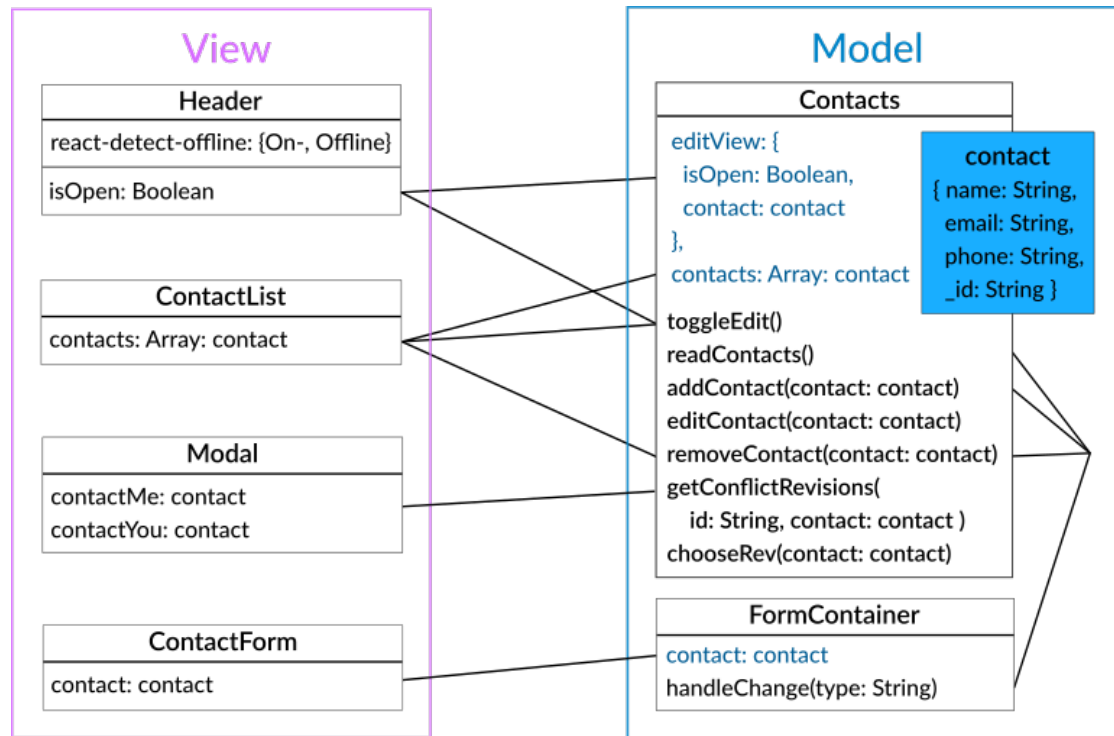 View
Header
react-detect-offline: {On-, Offline}
isOpen: Boolean
ContactList
contacts: Array: contact
Modal
contactMe: contact
contactYou: contact
ContactForm
contact: contact
Model
Contacts
editView: {
isOpen: Boolean,
contact: contact
},
contacts: Array: contact
toggleEdit()
readContacts()
addContact(contact: contact)
editContact(contact: contact)
removeContact(contact: contact)
getConflictRevisions(
id: String, contact: contact )
chooseRev(contact: contact)
contact
{ name: String,
email: String,
phone: String,
_id: String }
FormContainer
contact: contact
handleChange(type: String)